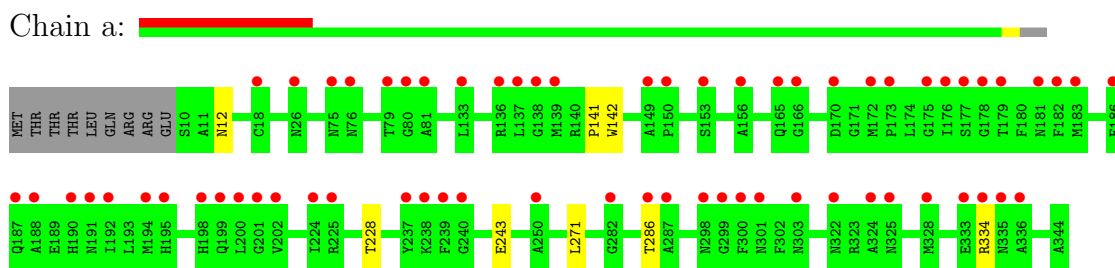 Chain a:
MET THR THR THR LEU GLN ARG ARG GLU S10 A11 N12 C18 N26 N75 N76 T79 G80 A81 L133 R136 L137 G138 M139 R140 P141 W142 A149 P150 S153 A156 Q165 G166 D170 G171 M172 P173 L174 G175 I176 S177 G178 T179 F180 N181 F182 M183
Q187 A188 E189 H190 N191 I192 L193 M194 H195 H198 Q199 L200 G201 V202 I224 R225 T228 Y237 K238 F239 G240 E243 A250 L271 G282 T286 A287 N298 G299 F300 N301 F302 N303 N322 R323 A324 N325 M328 E333 R334 N335 A336 A344